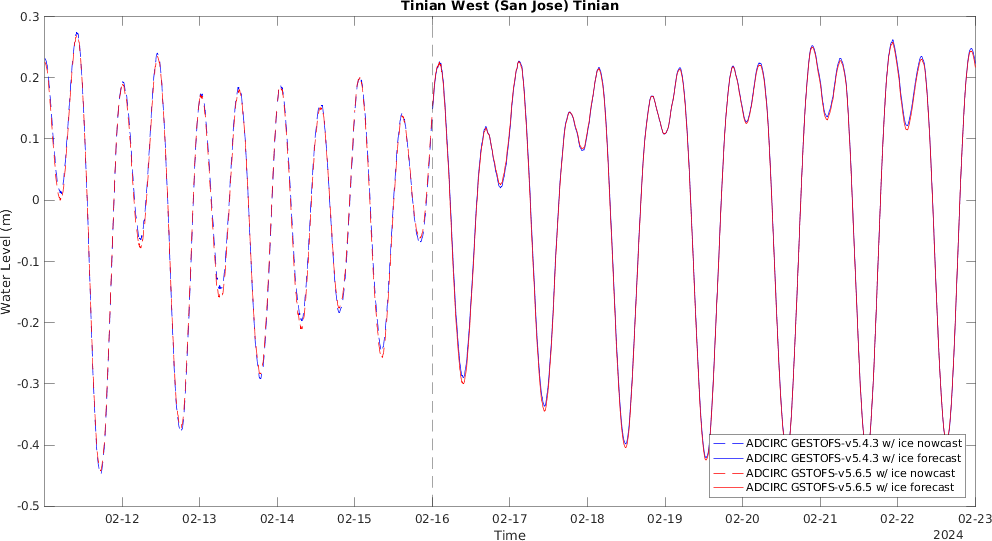 Tinian West (San Jose) Tinian
0.3
0.2
0.1
0
-0.1
-0.2
-0.3
-0.4
-0.5
Water Level (m)
ADCIRC GESTOFS-v5.4.3 w/ ice nowcast
ADCIRC GESTOFS-v5.4.3 w/ ice forecast
ADCIRC GSTOFS-v5.6.5 w/ ice nowcast
ADCIRC GSTOFS-v5.6.5 w/ ice forecast
02-12 02-13 02-14 02-15 02-16 02-17 02-18 02-19 02-20 02-21 02-22 02-23
Time
2024